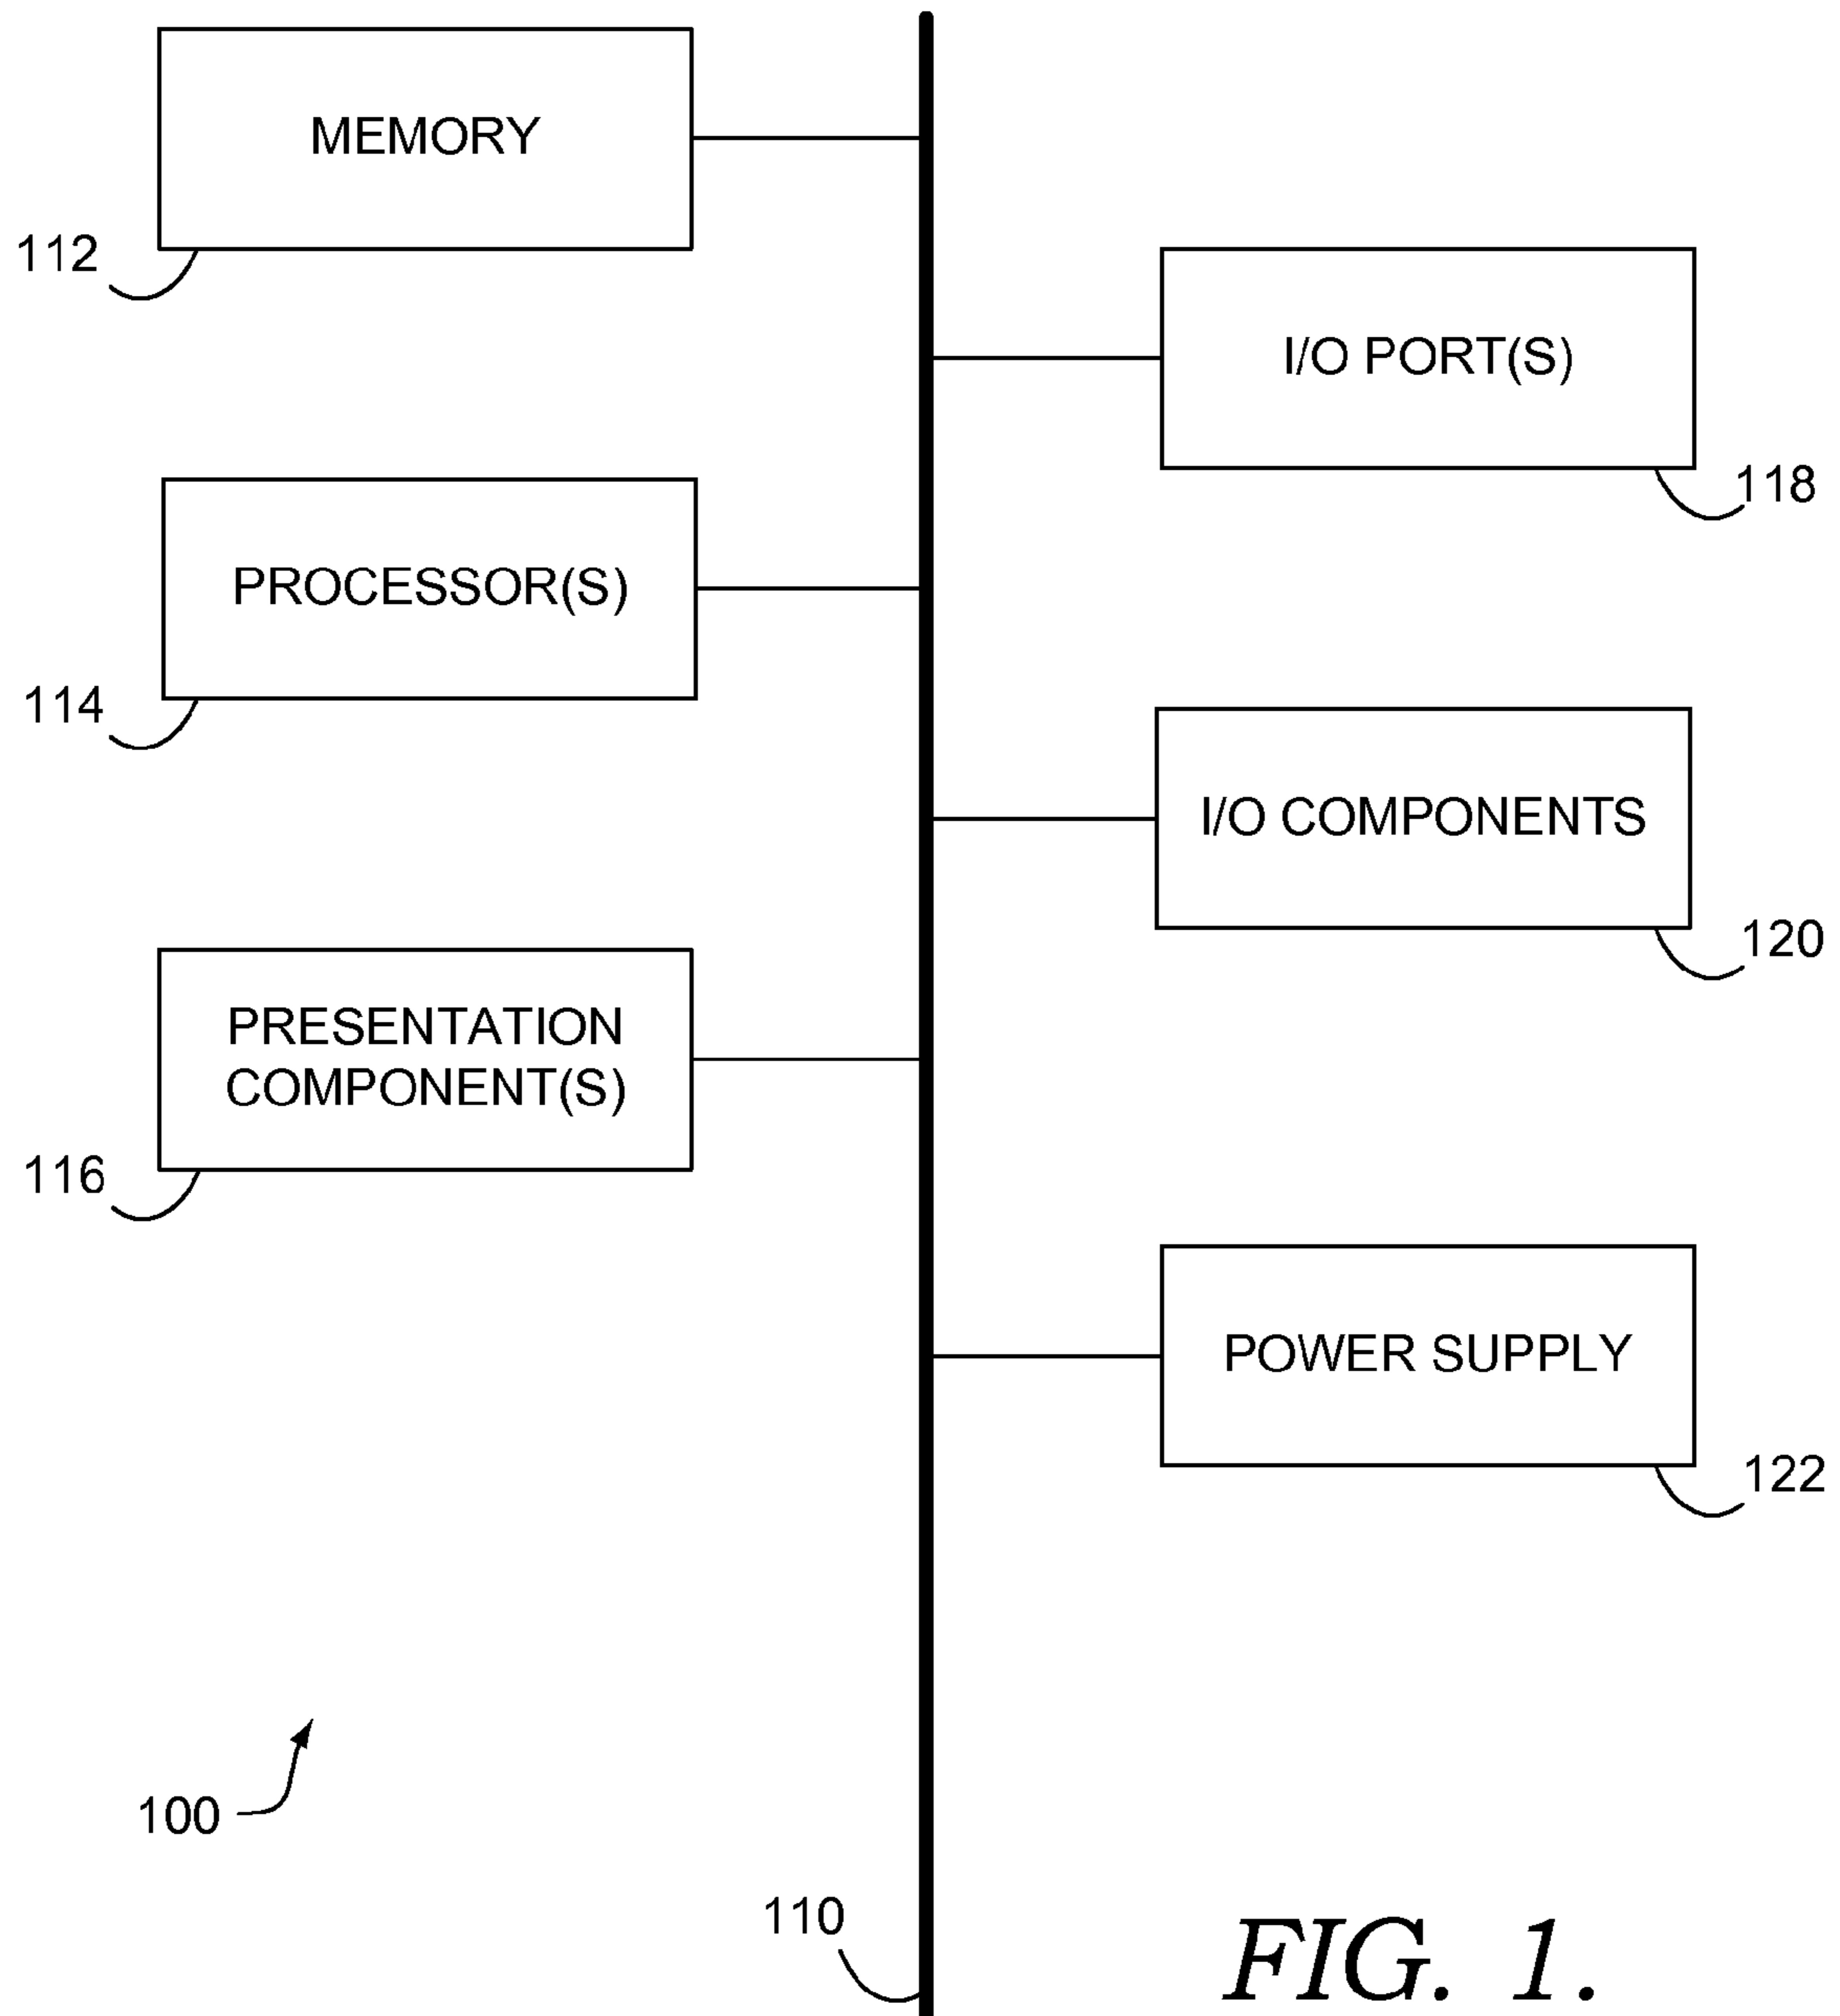 MEMORY
112
I/O PORT(S)
118
PROCESSOR(S)
114
I/O COMPONENTS
120
PRESENTATION
COMPONENT(S)
116
POWER SUPPLY
122
100
110
FIG. 1.